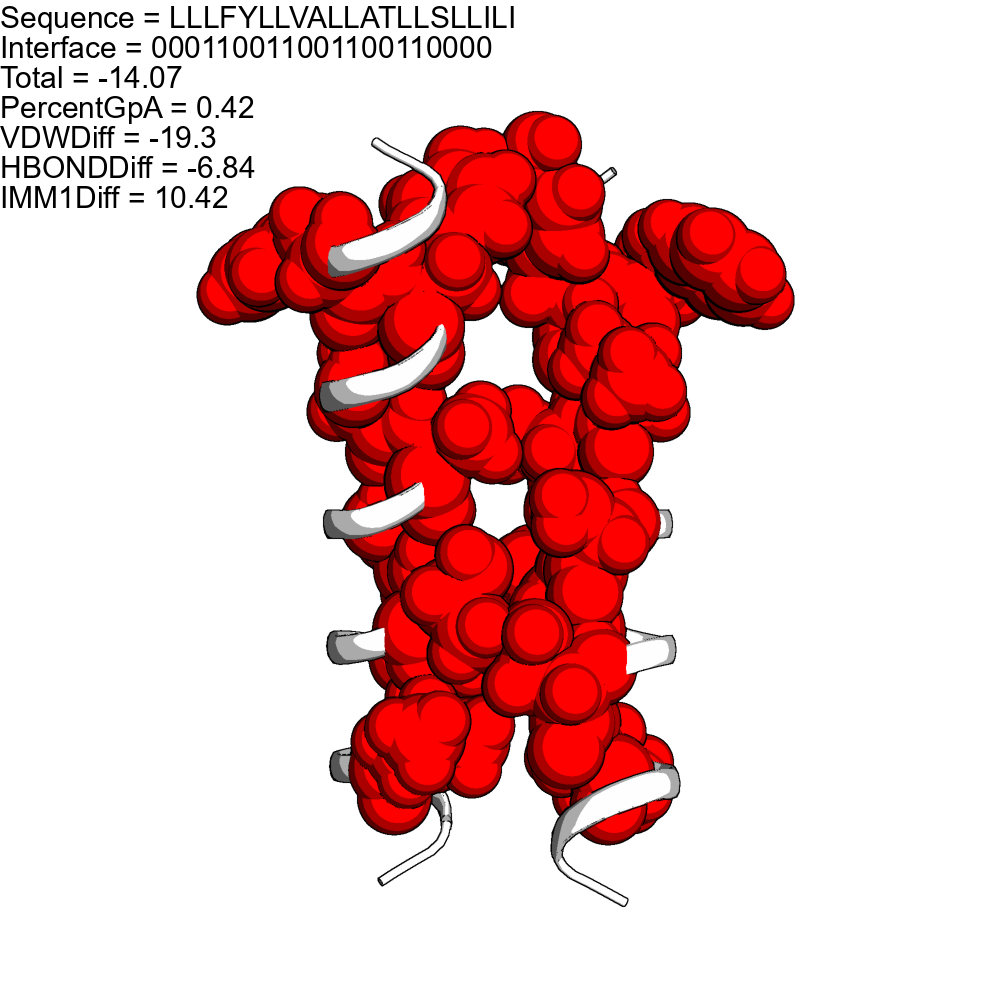 Sequence = LLLFYLLVALLATLLSLLILI
Interface = 000110011001100110000
Total = -14.07
PercentGpA = 0.42
VDWDiff = -19.3
HBONDDiff = -6.84
IMM1Diff = 10.42